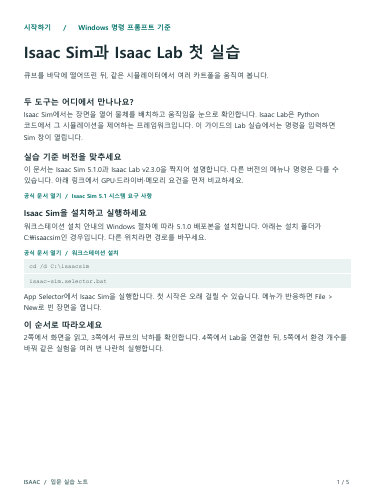 시작하기 / Windows 명령 프롬프트 기준
Isaac Sim과 Isaac Lab 첫 실습
큐브를 바닥에 떨어뜨린 뒤, 같은 시뮬레이터에서 여러 카트폴을 움직여 봅니다.
두 도구는 어디에서 만나나요?
Isaac Sim에서는 장면을 열어 물체를 배치하고 움직임을 눈으로 확인합니다. Isaac Lab은 Python
코드에서 그 시뮬레이션을 제어하는 프레임워크입니다. 이 가이드의 Lab 실습에서는 명령을 입력하면
Sim 창이 열립니다.
실습 기준 버전을 맞추세요
이 문서는 Isaac Sim 5.1.0과 Isaac Lab v2.3.0을 짝지어 설명합니다. 다른 버전의 메뉴나 명령은 다를 수
있습니다. 아래 링크에서 GPU·드라이버·메모리 요건을 먼저 비교하세요.
공식 문서 열기 / Isaac Sim 5.1 시스템 요구 사항
Isaac Sim을 설치하고 실행하세요
워크스테이션 설치 안내의 Windows 절차에 따라 5.1.0 배포본을 설치합니다. 아래는 설치 폴더가
C:₩isaacsim인 경우입니다. 다른 위치라면 경로를 바꾸세요.
공식 문서 열기 / 워크스테이션 설치
cd /d C:\isaacsim
isaac-sim.selector.bat
App Selector에서 Isaac Sim을 실행합니다. 첫 시작은 오래 걸릴 수 있습니다. 메뉴가 반응하면 File >
New로 빈 장면을 엽니다.
이 순서로 따라오세요
2쪽에서 화면을 읽고, 3쪽에서 큐브의 낙하를 확인합니다. 4쪽에서 Lab을 연결한 뒤, 5쪽에서 환경 개수를
바꿔 같은 실험을 여러 번 나란히 실행합니다.
ISAAC / 입문 실습 노트
1 / 5